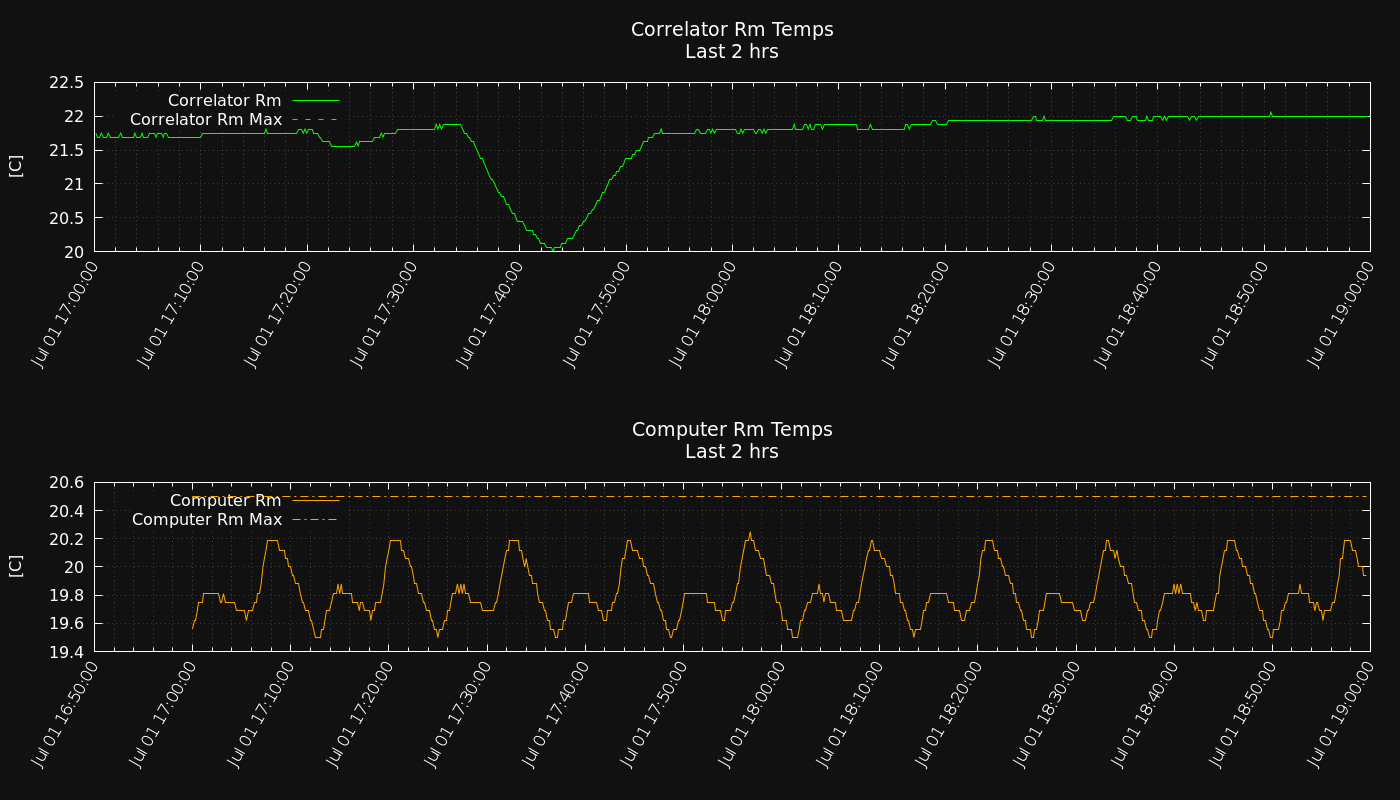 Correlator Rm Temps
Last 2 hrs
22.5
22
21.5
21
20.5
20
[C]
Correlator Rm
Correlator Rm Max
Jul 01 17:00:00
Jul 01 17:10:00
Jul 01 17:20:00
Jul 01 17:30:00
Jul 01 17:40:00
Jul 01 17:50:00
Jul 01 18:00:00
Jul 01 18:10:00
Jul 01 18:20:00
Jul 01 18:30:00
Jul 01 18:40:00
Jul 01 18:50:00
Jul 01 19:00:00
Computer Rm Temps
Last 2 hrs
20.6
20.4
20.2
20
19.8
19.6
19.4
[C]
Computer Rm
Computer Rm Max
Jul 01 16:50:00
Jul 01 17:00:00
Jul 01 17:10:00
Jul 01 17:20:00
Jul 01 17:30:00
Jul 01 17:40:00
Jul 01 17:50:00
Jul 01 18:00:00
Jul 01 18:10:00
Jul 01 18:20:00
Jul 01 18:30:00
Jul 01 18:40:00
Jul 01 18:50:00
Jul 01 19:00:00